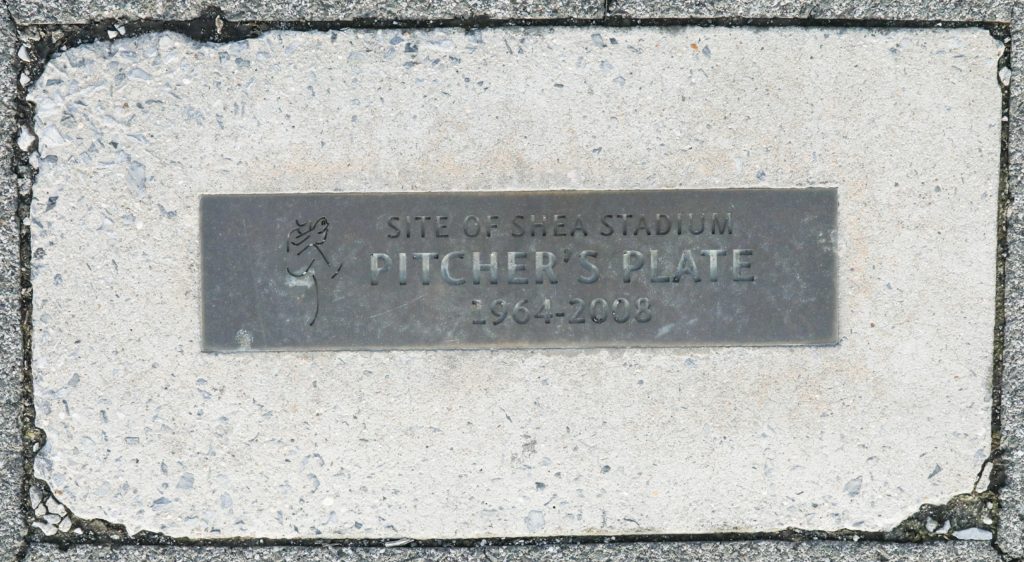 SITE OF SHEA STADIUM
PITCHER'S PLATE
1964-2008